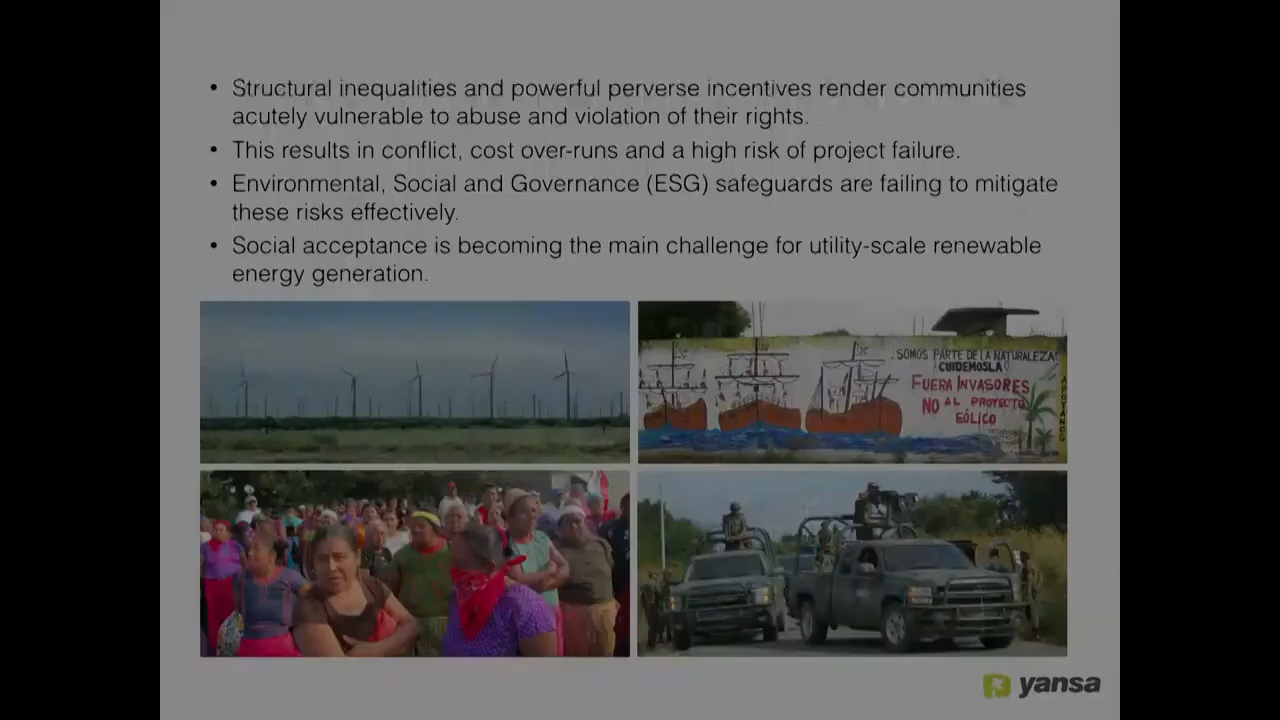 • Structural inequalities and powerful perverse incentives render communities
acutely vulnerable to abuse and violation of their rights.
• This results in conflict, cost over-runs and a high risk of project failure.
• Environmental, Social and Governance (ESG) safeguards are failing to mitigate
these risks effectively.
• Social acceptance is becoming the main challenge for utility-scale renewable
energy generation.
¡SOMOS PARTE DE LA NATURALEZA!
CUIDEMOSLA
FUERA INVASORES
NO AL PROYECTO
EÓLICO
yansa